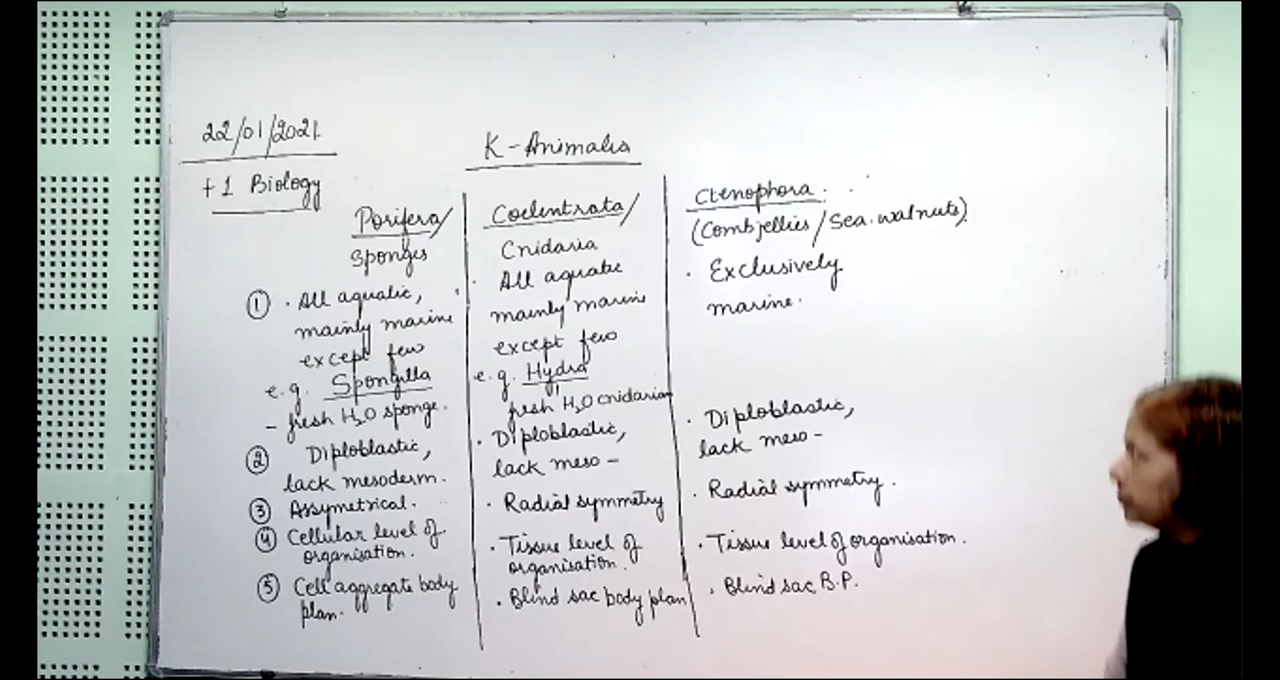 22/01/2021.
+1 Biology
K-Animalia
Porifera/
Sponges
① · All aquatic,
mainly marine
except few
e.g. Spongilla
- fresh H₂O sponge.
② Diploblastic,
lack mesoderm.
③ Assymetrical.
④ Cellular level of
organisation.
⑤ Cell aggregate body
plan.
Coelentrata/
Cnidaria
· All aquatic
mainly marine
except few
e.g. Hydra
fresh H₂O cnidarian
· Diploblastic,
lack meso -
· Radial symmetry
· Tissue level of
organisation.
· Blind sac body plan
Ctenophora.
(Combjellies/Sea-walnuts)
· Exclusively
marine.
· Diploblastic,
lack meso -
· Radial symmetry.
· Tissue level of organisation.
· Blind sac B.P.